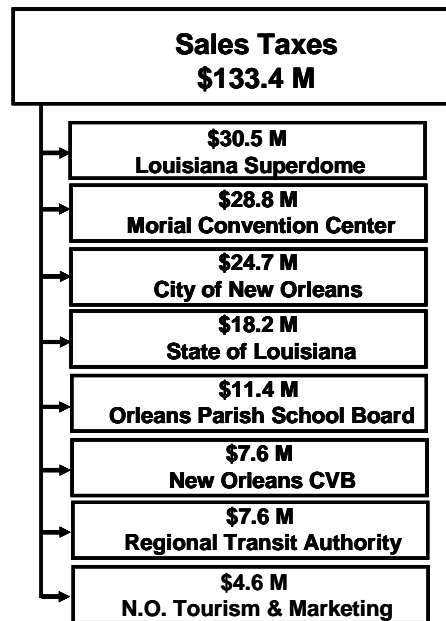 Sales Taxes
$133.4 M
$30.5 M
Louisiana Superdome
$28.8 M
Morial Convention Center
$24.7 M
City of New Orleans
$18.2 M
State of Louisiana
$11.4 M
Orleans Parish School Board
$7.6 M
New Orleans CVB
$7.6 M
Regional Transit Authority
$4.6 M
N.O. Tourism & Marketing